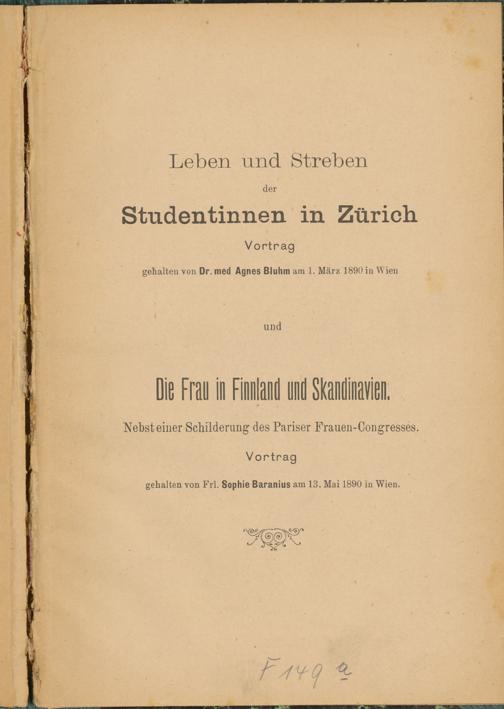 Leben und Streben
der
Studentinnen in Zürich
Vortrag
gehalten von Dr. med Agnes Bluhm am 1. März 1890 in Wien
und
Die Frau in Finnland und Skandinavien.
Nebst einer Schilderung des Pariser Frauen-Congresses.
Vortrag
gehalten von Frl. Sophie Baranius am 13. Mai 1890 in Wien.
F 149 a